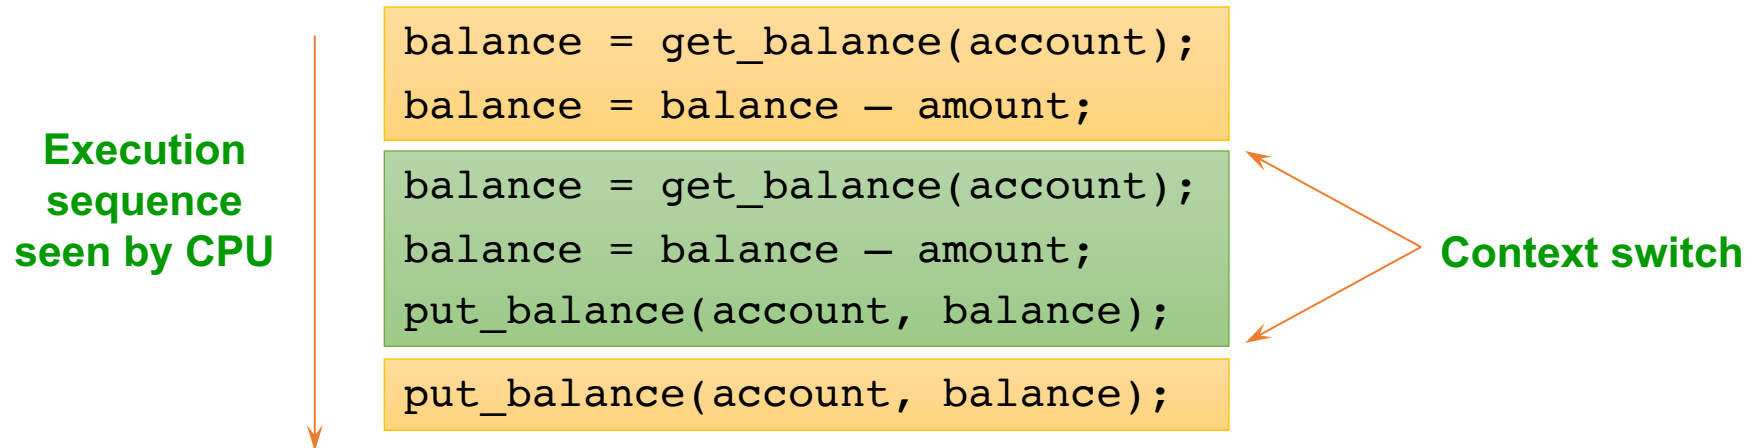 balance = get_balance(account);
balance = balance – amount;
Execution
sequence
seen by CPU
balance = get_balance(account);
balance = balance – amount;
put_balance(account, balance);
Context switch
put_balance(account, balance);